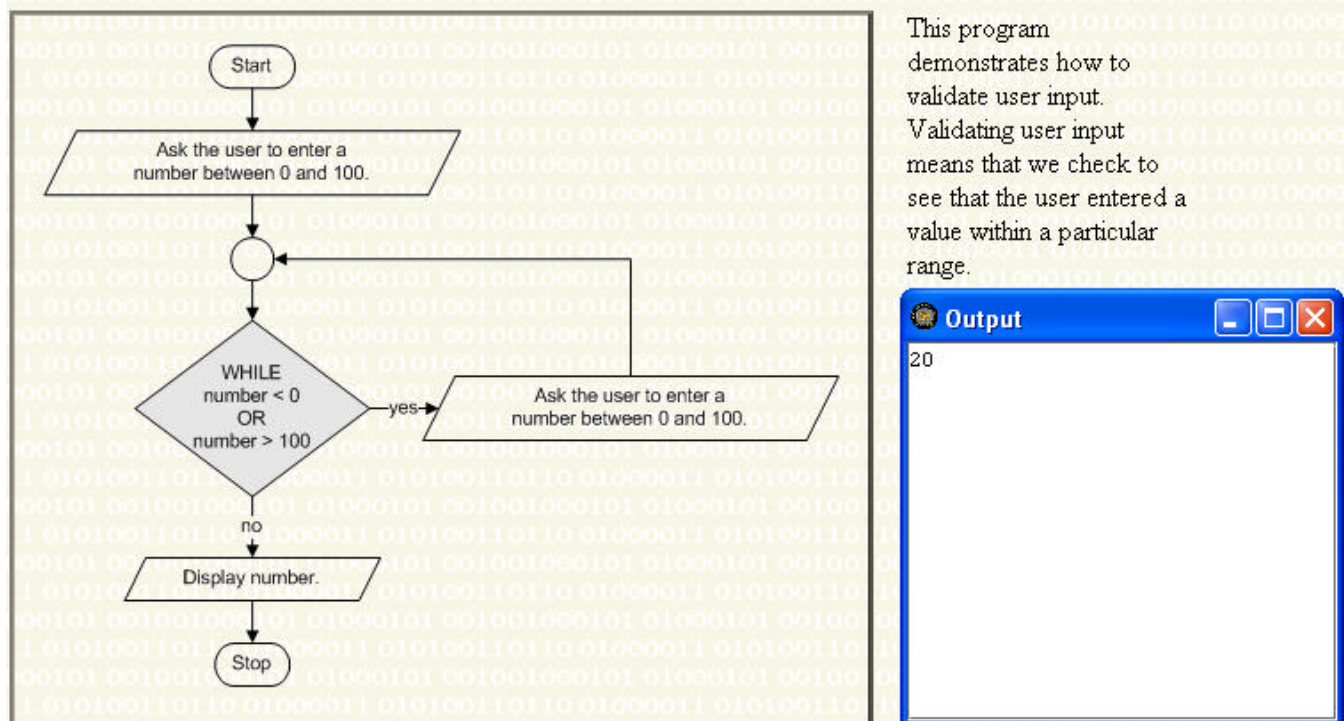 Start
Ask the user to enter a
number between 0 and 100.
WHILE
number < 0
OR
number > 100
yes
Ask the user to enter a
number between 0 and 100.
no
Display number.
Stop
This program
demonstrates how to
validate user input.
Validating user input
means that we check to
see that the user entered a
value within a particular
range.
Output
20